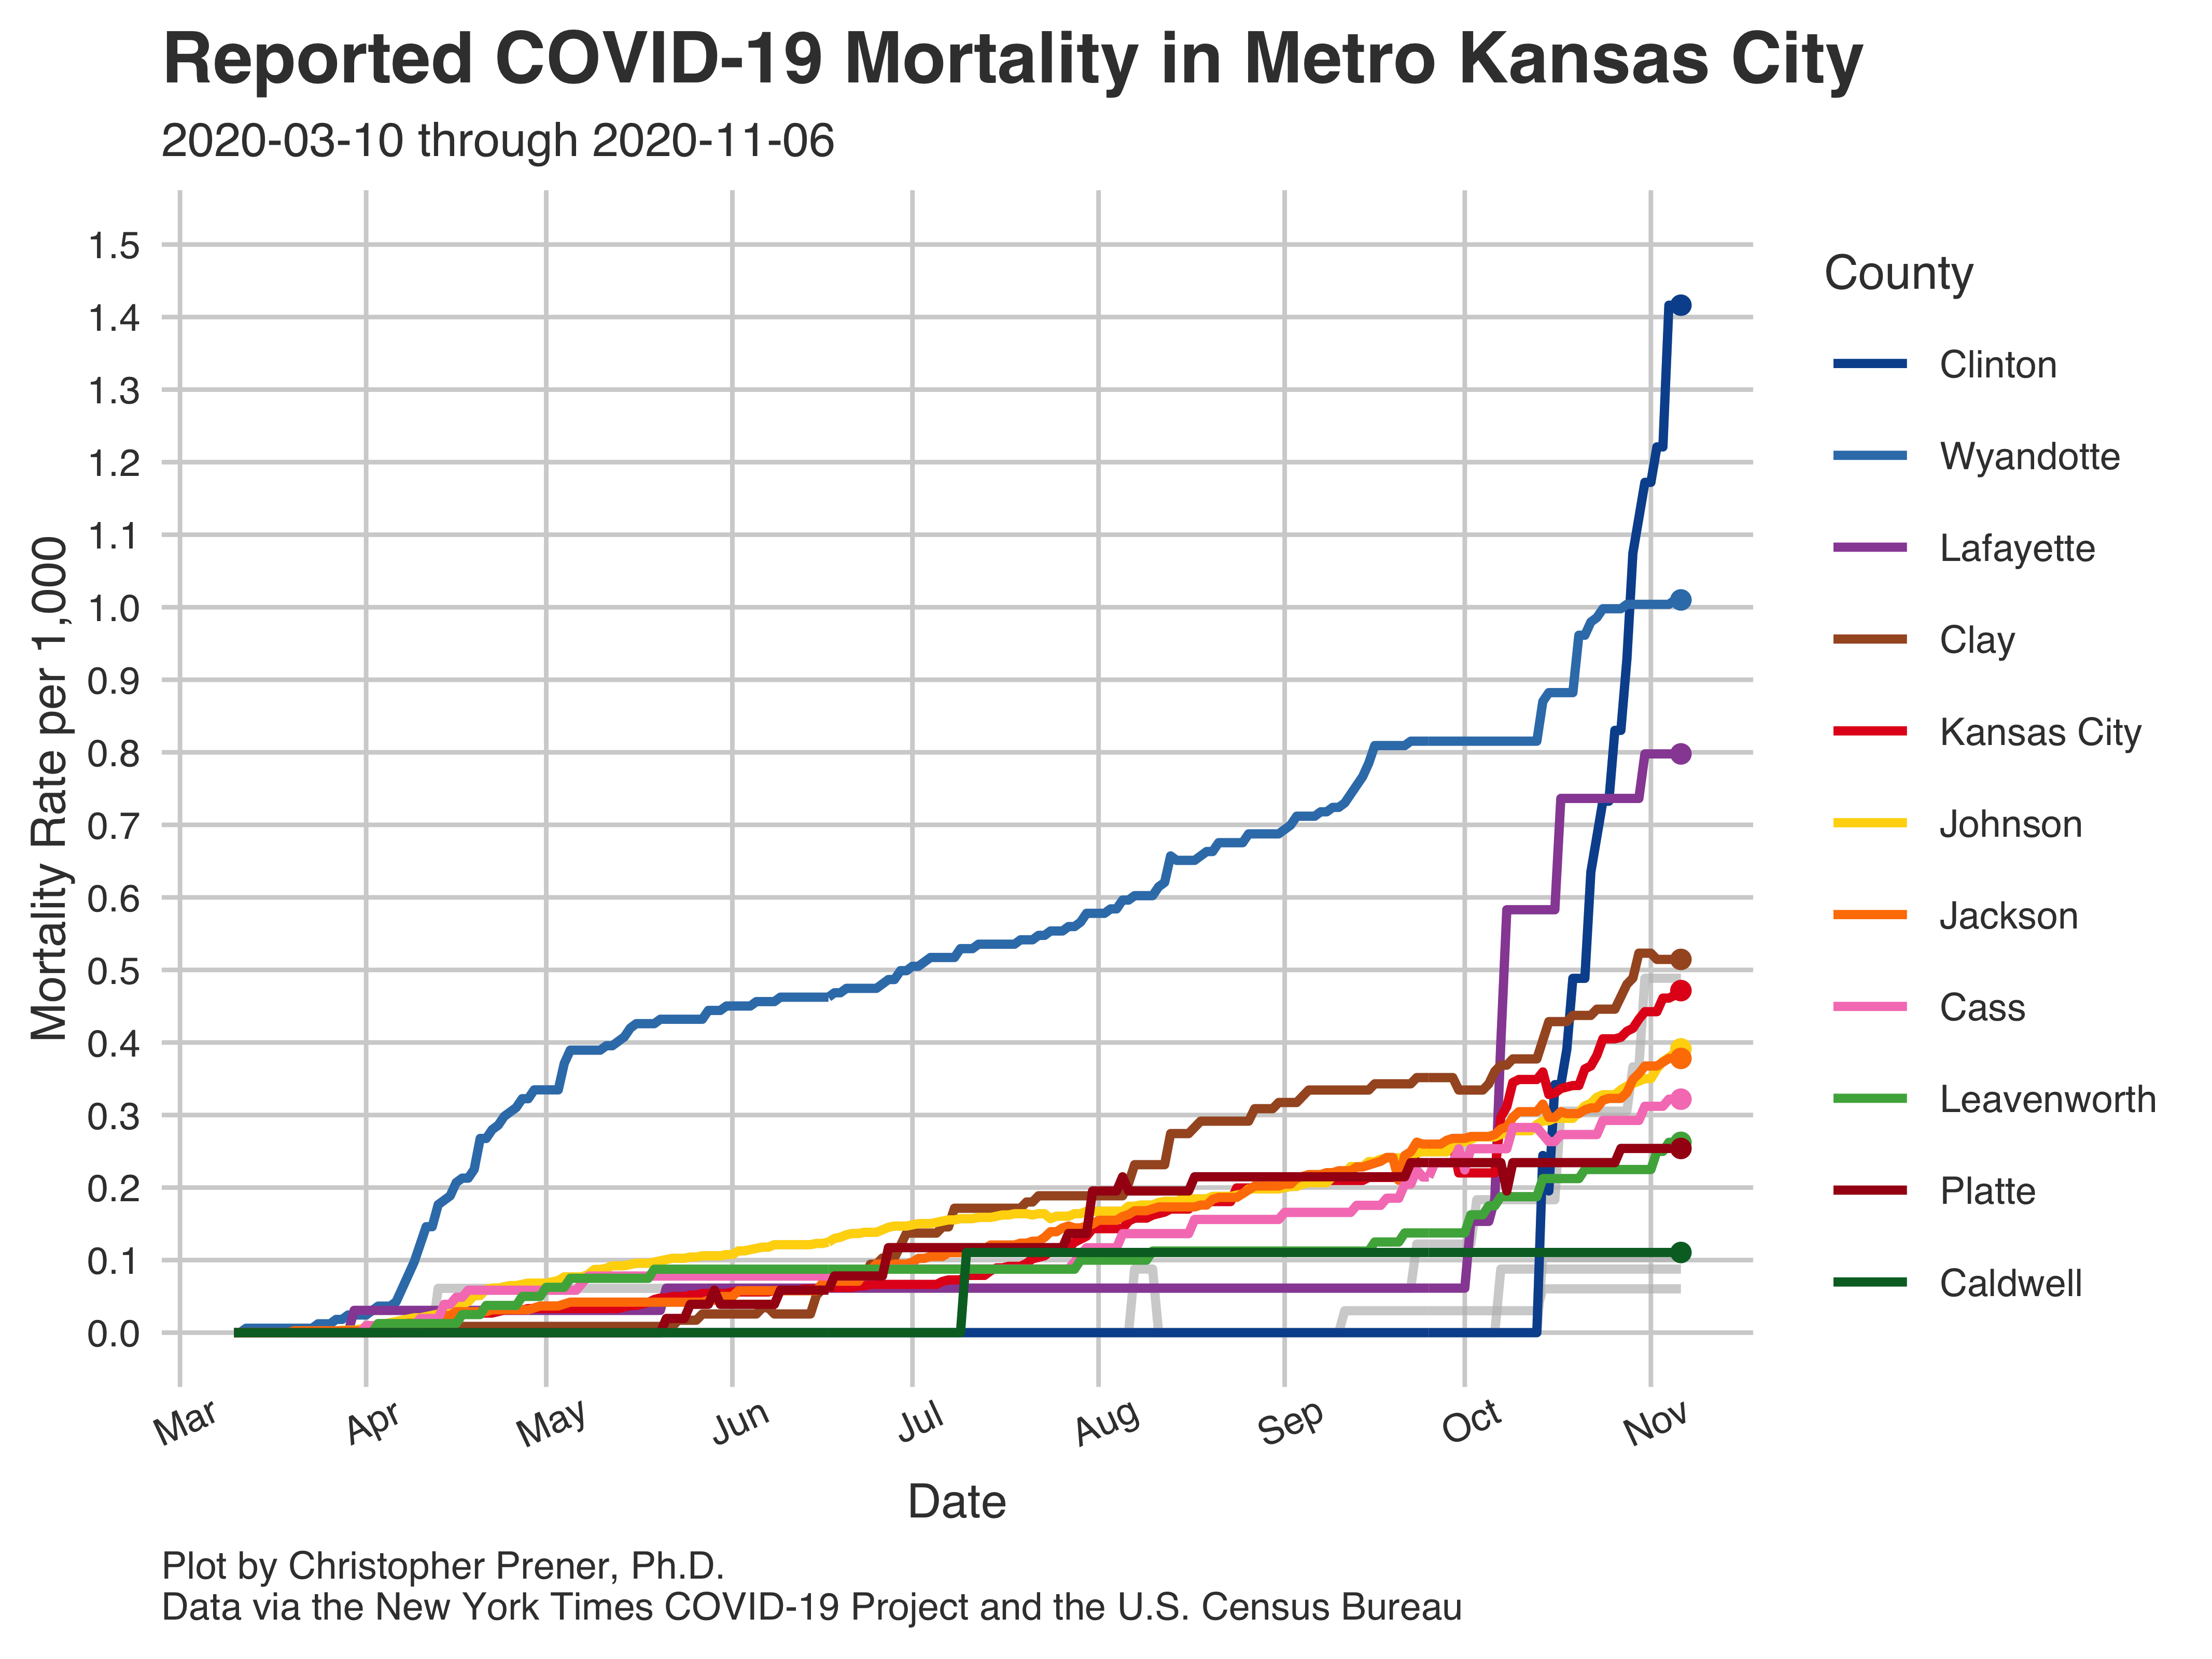 Reported COVID-19 Mortality in Metro Kansas City
2020-03-10 through 2020-11-06
Mortality Rate per 1,000
1.5
1.4
1.3
1.2
1.1
1.0
0.9
0.8
0.7
0.6
0.5
0.4
0.3
0.2
0.1
0.0
Mar
Apr
May
Jun
Jul
Aug
Sep
Oct
Nov
Date
County
Clinton
Wyandotte
Lafayette
Clay
Kansas City
Johnson
Jackson
Cass
Leavenworth
Platte
Caldwell
Plot by Christopher Prener, Ph.D.
Data via the New York Times COVID-19 Project and the U.S. Census Bureau